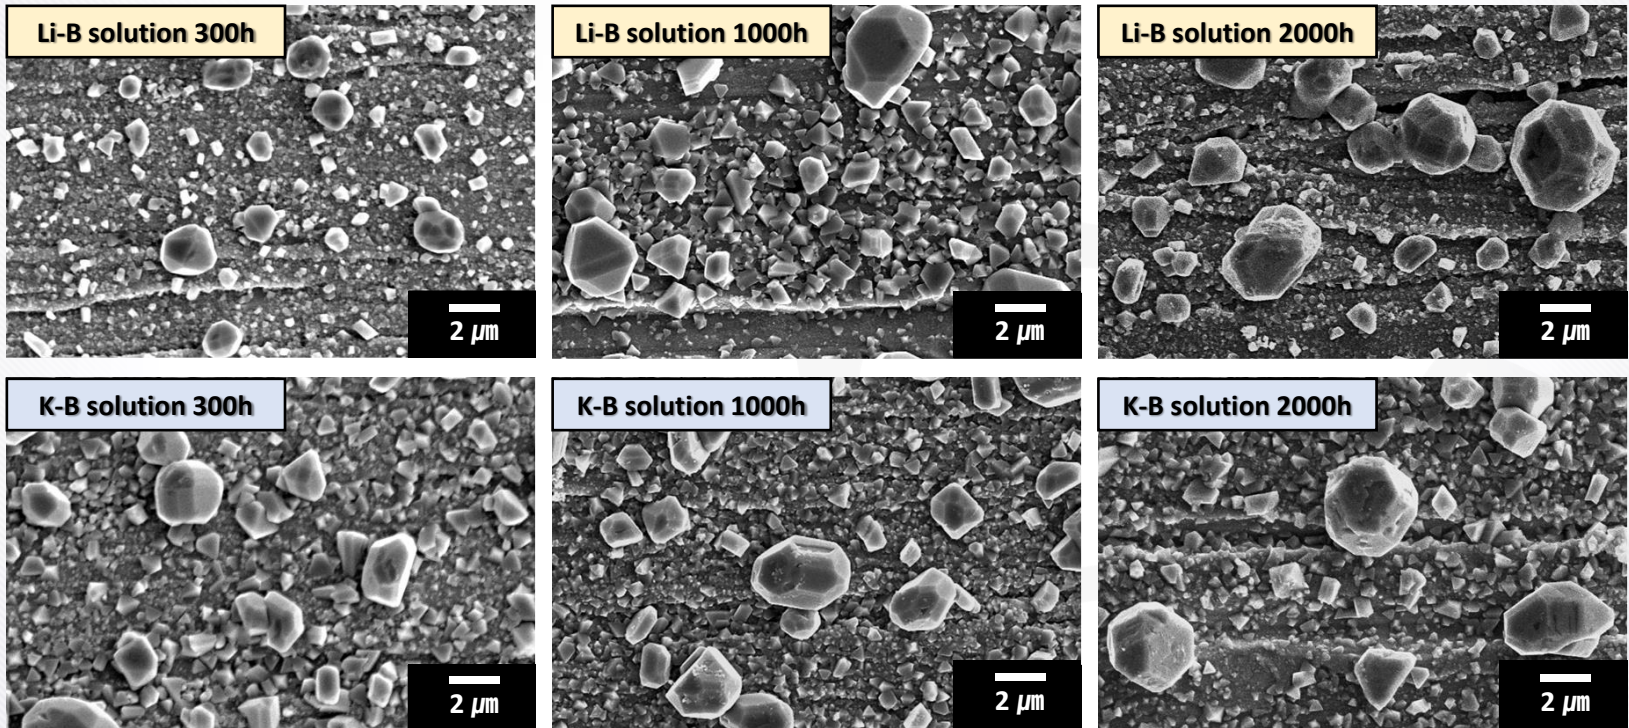 Li-B solution 300h
Li-B solution 1000h
Li-B solution 2000h
2 ㎛
2 ㎛
2 ㎛
K-B solution 300h
K-B solution 1000h
K-B solution 2000h
2 ㎛
2 ㎛
2 ㎛